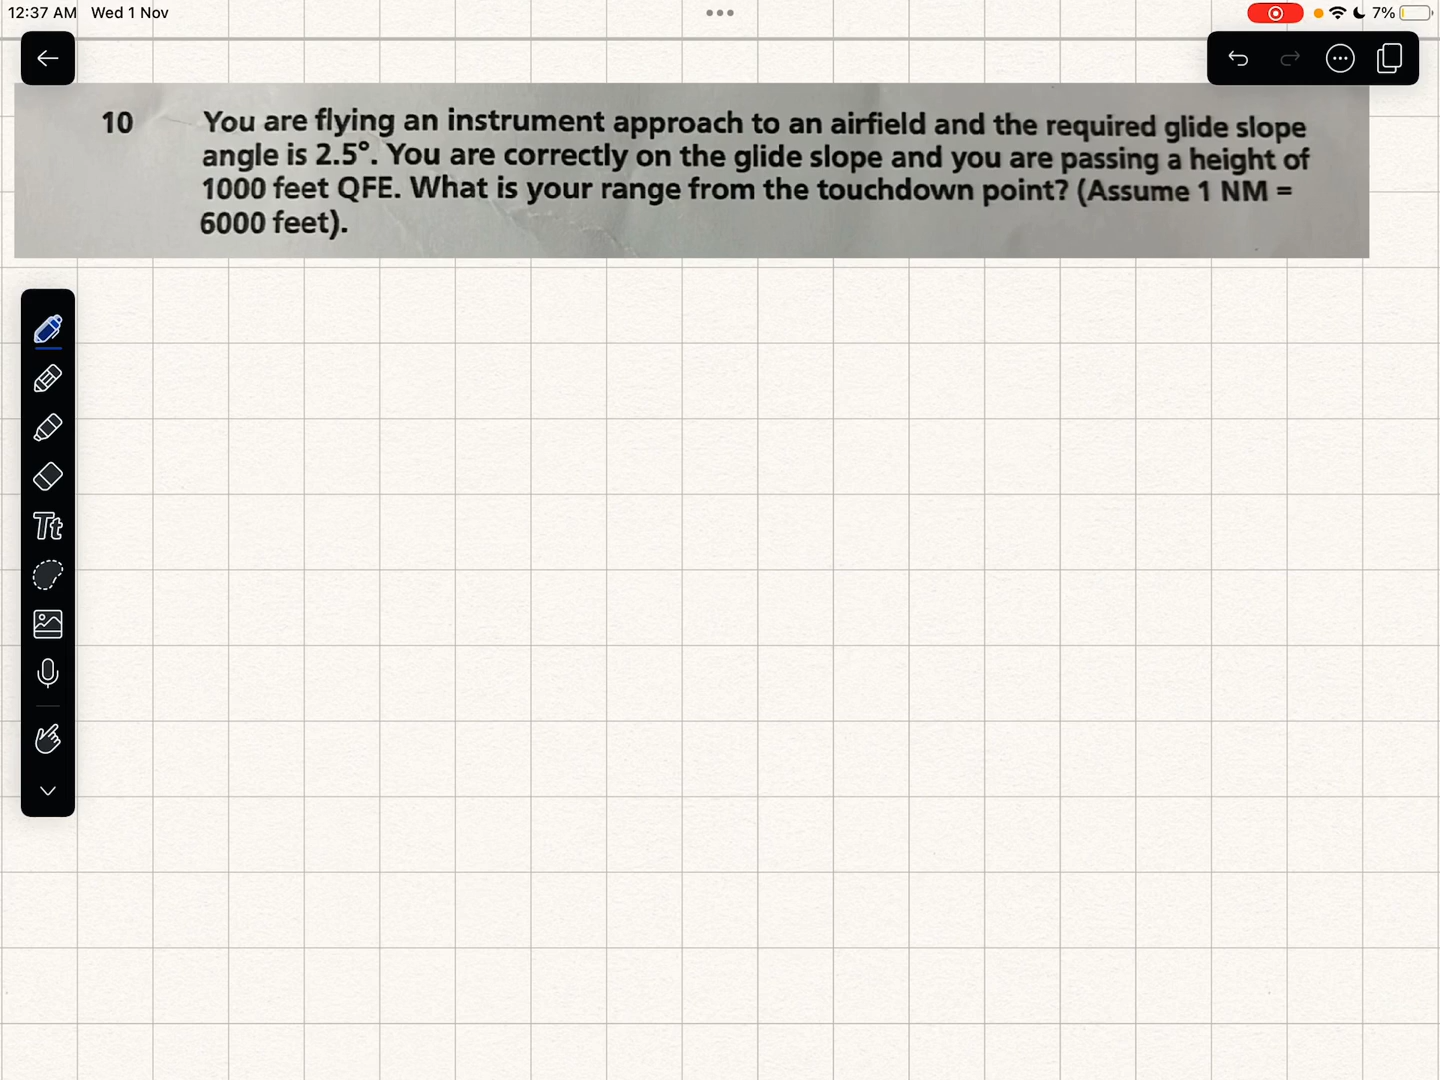 12:37 AM Wed 1 Nov
7%
10 You are flying an instrument approach to an airfield and the required glide slope
angle is 2.5°. You are correctly on the glide slope and you are passing a height of
1000 feet QFE. What is your range from the touchdown point? (Assume 1 NM =
6000 feet).
Tt